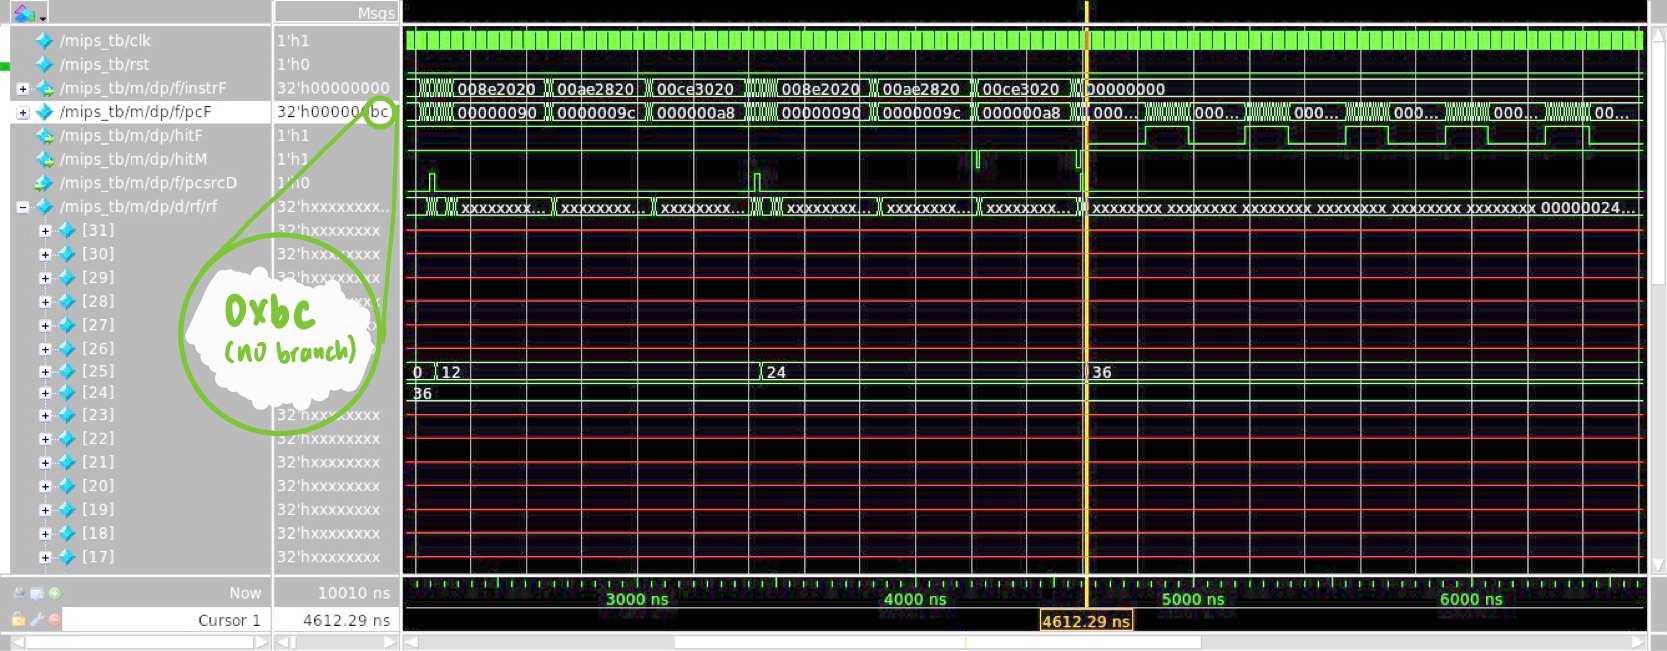 Msgs
/mips_tb/clk 1'h1
/mips_tb/rst 1'h0
/mips_tb/m/dp/f/instrF 32'h00000000 008e2020 00ae2820 00ce3020 008e2020 00ae2820 00ce3020 00000000
/mips_tb/m/dp/f/pcF 32'h000000bc 00000090 0000009c 000000a8 00000090 0000009c 000000a8 000... 000... 000... 000... 000... 00...
/mips_tb/m/dp/hitF 1'h1
/mips_tb/m/dp/hitM 1'h1
/mips_tb/m/dp/f/pcsrcD 1'h0
/mips_tb/m/dp/d/rf/rf 32'hxxxxxxxx... xxxxxxxx... xxxxxxxx... xxxxxxxx... xxxxxxxx... xxxxxxxx... xxxxxxxx... xxxxxxxx xxxxxxxx xxxxxxxx xxxxxxxx xxxxxxxx xxxxxxxx 00000024...
[31] 32'hxxxxxxxx
[30] 32'hxxxxxxxx
[29] 32'hxxxxxxxx
[28]
[27]
[26]
[25] 0 12 24 36
[24] 36
[23] 32'hxxxxxxxx
[22] 32'hxxxxxxxx
[21] 32'hxxxxxxxx
[20] 32'hxxxxxxxx
[19] 32'hxxxxxxxx
[18] 32'hxxxxxxxx
[17] 32'hxxxxxxxx
0xbc
(no branch)
Now 10010 ns 3000 ns 4000 ns 5000 ns 6000 ns
Cursor 1 4612.29 ns 4612.29 ns